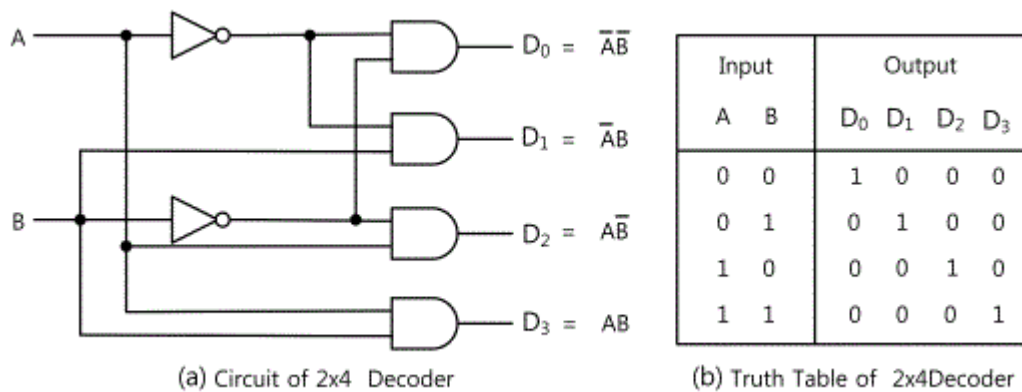 A
B
D₀ = A̅B̅
D₁ = A̅B
D₂ = AB̅
D₃ = AB
(a) Circuit of 2x4 Decoder
Input Output
A B D₀ D₁ D₂ D₃
0 0 1 0 0 0
0 1 0 1 0 0
1 0 0 0 1 0
1 1 0 0 0 1
(b) Truth Table of 2x4Decoder